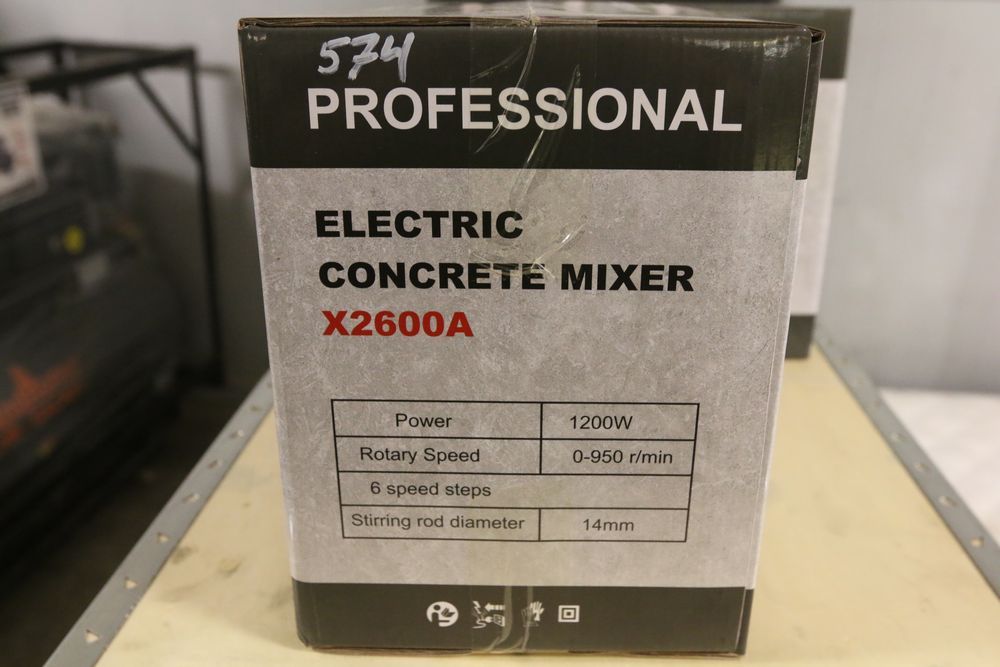 574
PROFESSIONAL
ELECTRIC
CONCRETE MIXER
X2600A
Power 1200W
Rotary Speed 0-950 r/min
6 speed steps
Stirring rod diameter 14mm